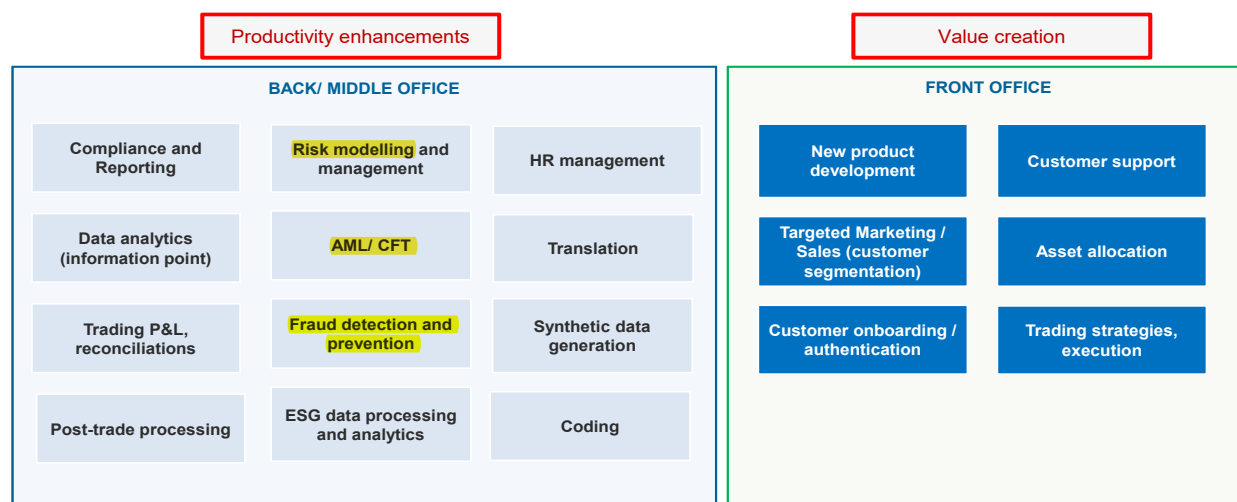 Productivity enhancements
Value creation
BACK/ MIDDLE OFFICE
Compliance and
Reporting
Risk modelling and
management
HR management
Data analytics
(information point)
AML/ CFT
Translation
Trading P&L,
reconciliations
Fraud detection and
prevention
Synthetic data
generation
Post-trade processing
ESG data processing
and analytics
Coding
FRONT OFFICE
New product
development
Customer support
Targeted Marketing /
Sales (customer
segmentation)
Asset allocation
Customer onboarding /
authentication
Trading strategies,
execution